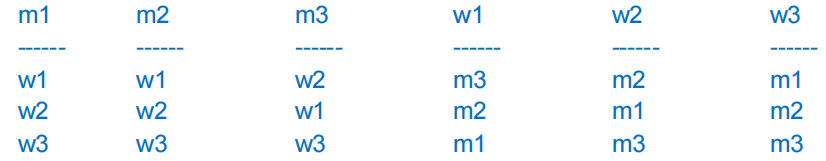 m1 m2 m3 w1 w2 w3
------ ------ ------ ------ ------ ------
w1 w1 w2 m3 m2 m1
w2 w2 w1 m2 m1 m2
w3 w3 w3 m1 m3 m3